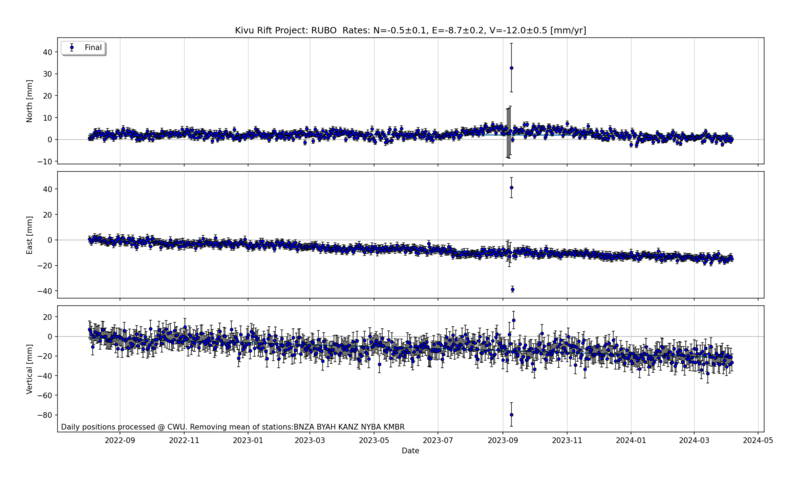 Kivu Rift Project: RUBO Rates: N=-0.5±0.1, E=-8.7±0.2, V=-12.0±0.5 [mm/yr]
Final
North [mm]
40
30
20
10
0
−10
East [mm]
40
20
0
−20
−40
Vertical [mm]
20
0
−20
−40
−60
−80
Daily positions processed @ CWU. Removing mean of stations:BNZA BYAH KANZ NYBA KMBR
2022-09 2022-11 2023-01 2023-03 2023-05 2023-07 2023-09 2023-11 2024-01 2024-03 2024-05
Date